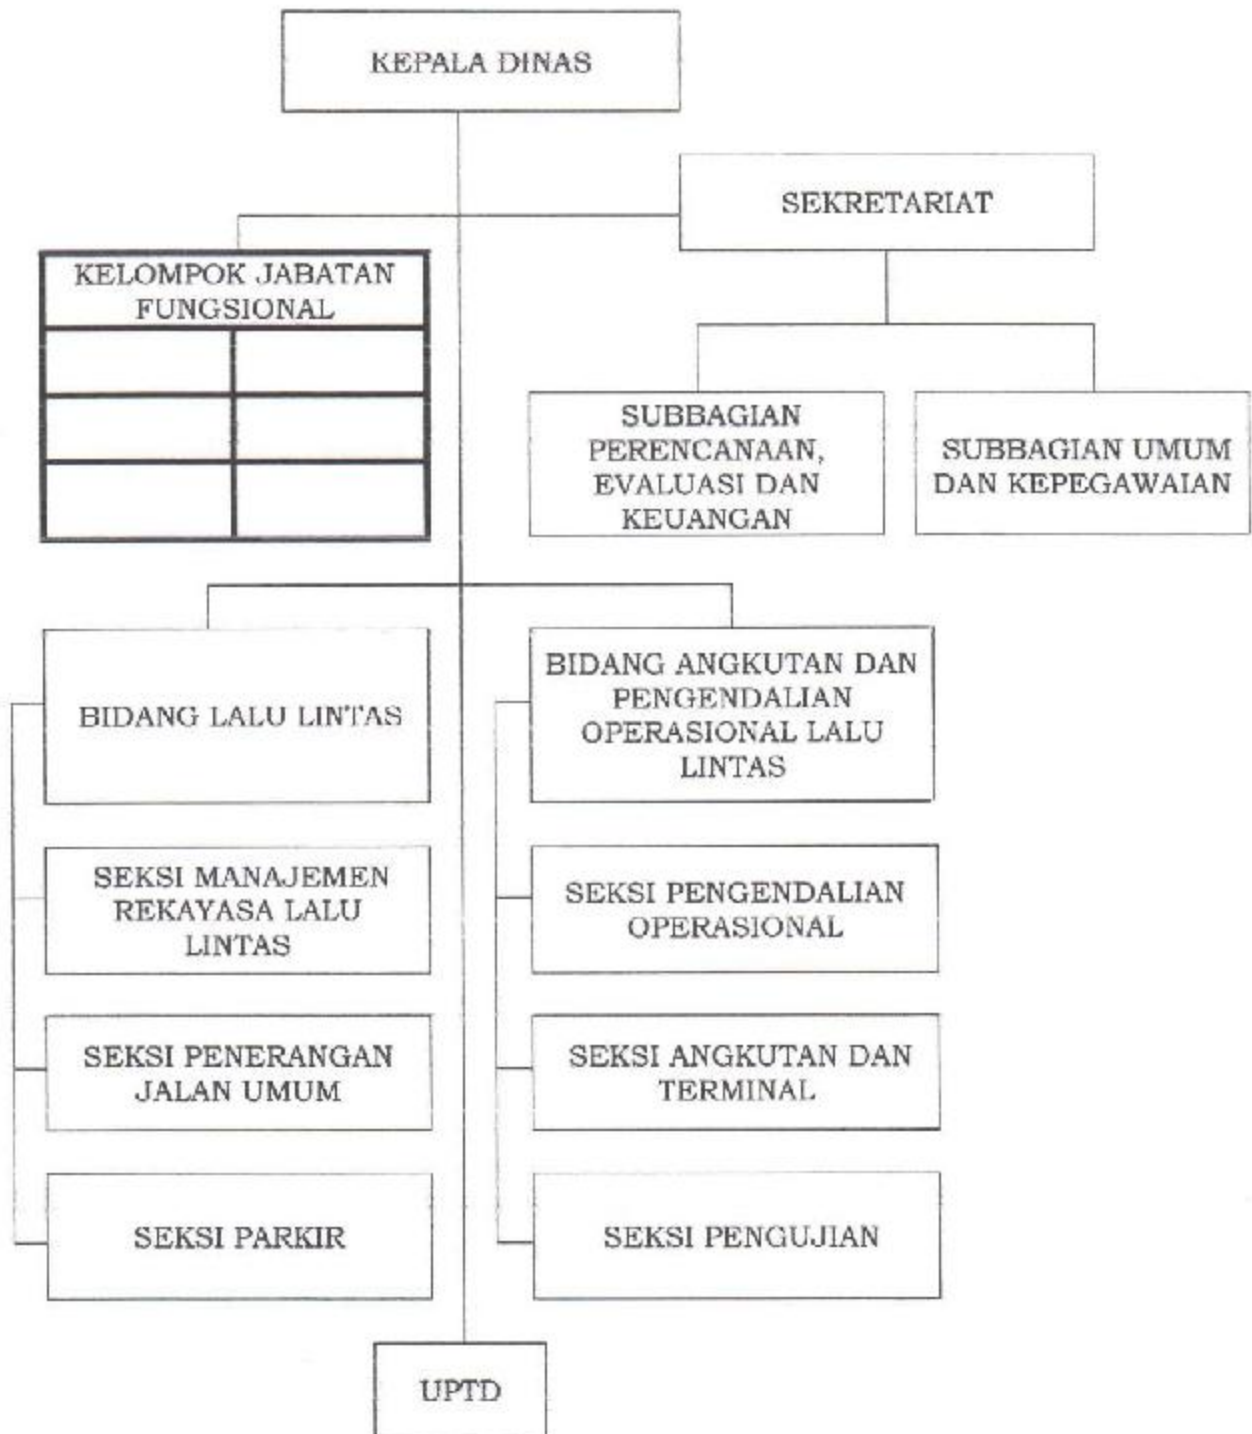 KEPALA DINAS
SEKRETARIAT
KELOMPOK JABATAN
FUNGSIONAL
SUBBAGIAN
PERENCANAAN,
EVALUASI DAN
KEUANGAN
SUBBAGIAN UMUM
DAN KEPEGAWAIAN
BIDANG LALU LINTAS
BIDANG ANGKUTAN DAN
PENGENDALIAN
OPERASIONAL LALU
LINTAS
SEKSI MANAJEMEN
REKAYASA LALU
LINTAS
SEKSI PENGENDALIAN
OPERASIONAL
SEKSI PENERANGAN
JALAN UMUM
SEKSI ANGKUTAN DAN
TERMINAL
SEKSI PARKIR
SEKSI PENGUJIAN
UPTD